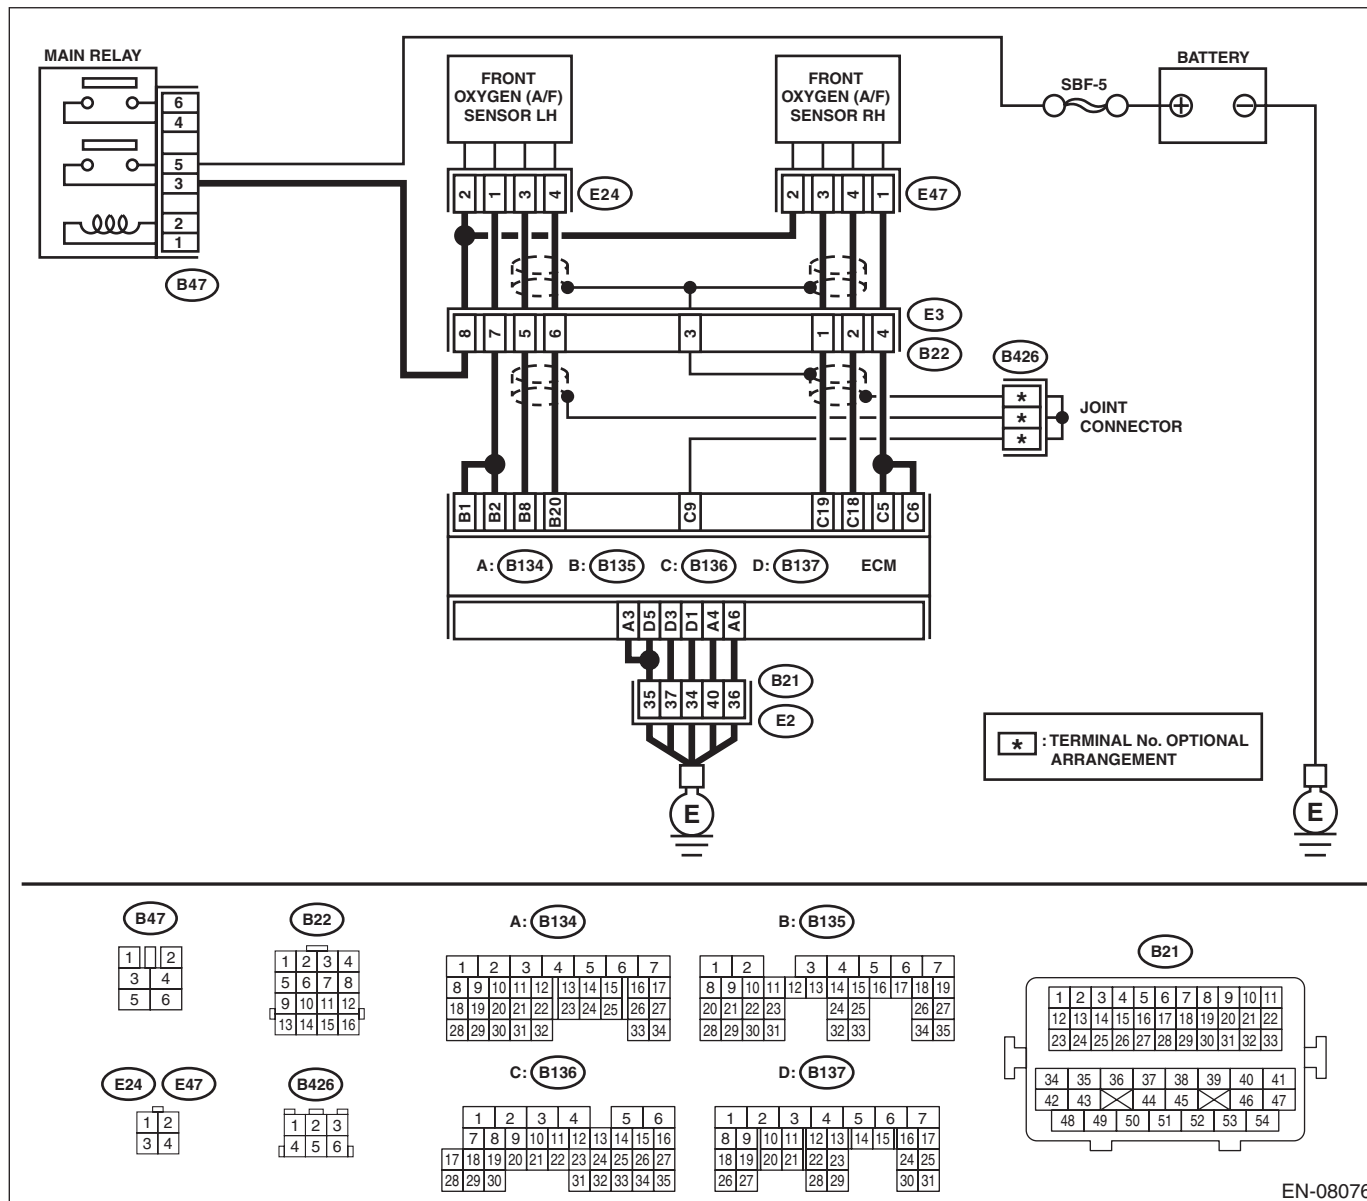 MAIN RELAY
6
4
5
3
2
1
B47
FRONT
OXYGEN (A/F)
SENSOR LH
FRONT
OXYGEN (A/F)
SENSOR RH
SBF-5
BATTERY
+ −
2 1 3 4
E24
2 3 4 1
E47
8 7 5 6 3 1 2 4
E3
B22
B426
*
*
*
JOINT
CONNECTOR
B1 B2 B8 B20 C9 C19 C18 C5 C6
A: B134 B: B135 C: B136 D: B137 ECM
A3 D5 D3 D1 A4 A6
35 37 34 40 36
B21
E2
E
* : TERMINAL No. OPTIONAL
ARRANGEMENT
E
B47
1 2
3 4
5 6
B22
1 2 3 4
5 6 7 8
9 10 11 12
13 14 15 16
A: B134
1 2 3 4 5 6 7
8 9 10 11 12 13 14 15 16 17
18 19 20 21 22 23 24 25 26 27
28 29 30 31 32 33 34
B: B135
1 2 3 4 5 6 7
8 9 10 11 12 13 14 15 16 17 18 19
20 21 22 23 24 25 26 27
28 29 30 31 32 33 34 35
B21
1 2 3 4 5 6 7 8 9 10 11
12 13 14 15 16 17 18 19 20 21 22
23 24 25 26 27 28 29 30 31 32 33
34 35 36 37 38 39 40 41
42 43 44 45 46 47
48 49 50 51 52 53 54
E24 E47
1 2
3 4
B426
1 2 3
4 5 6
C: B136
1 2 3 4 5 6
7 8 9 10 11 12 13 14 15 16
17 18 19 20 21 22 23 24 25 26 27
28 29 30 31 32 33 34 35
D: B137
1 2 3 4 5 6 7
8 9 10 11 12 13 14 15 16 17
18 19 20 21 22 23 24 25
26 27 28 29 30 31
EN-08076